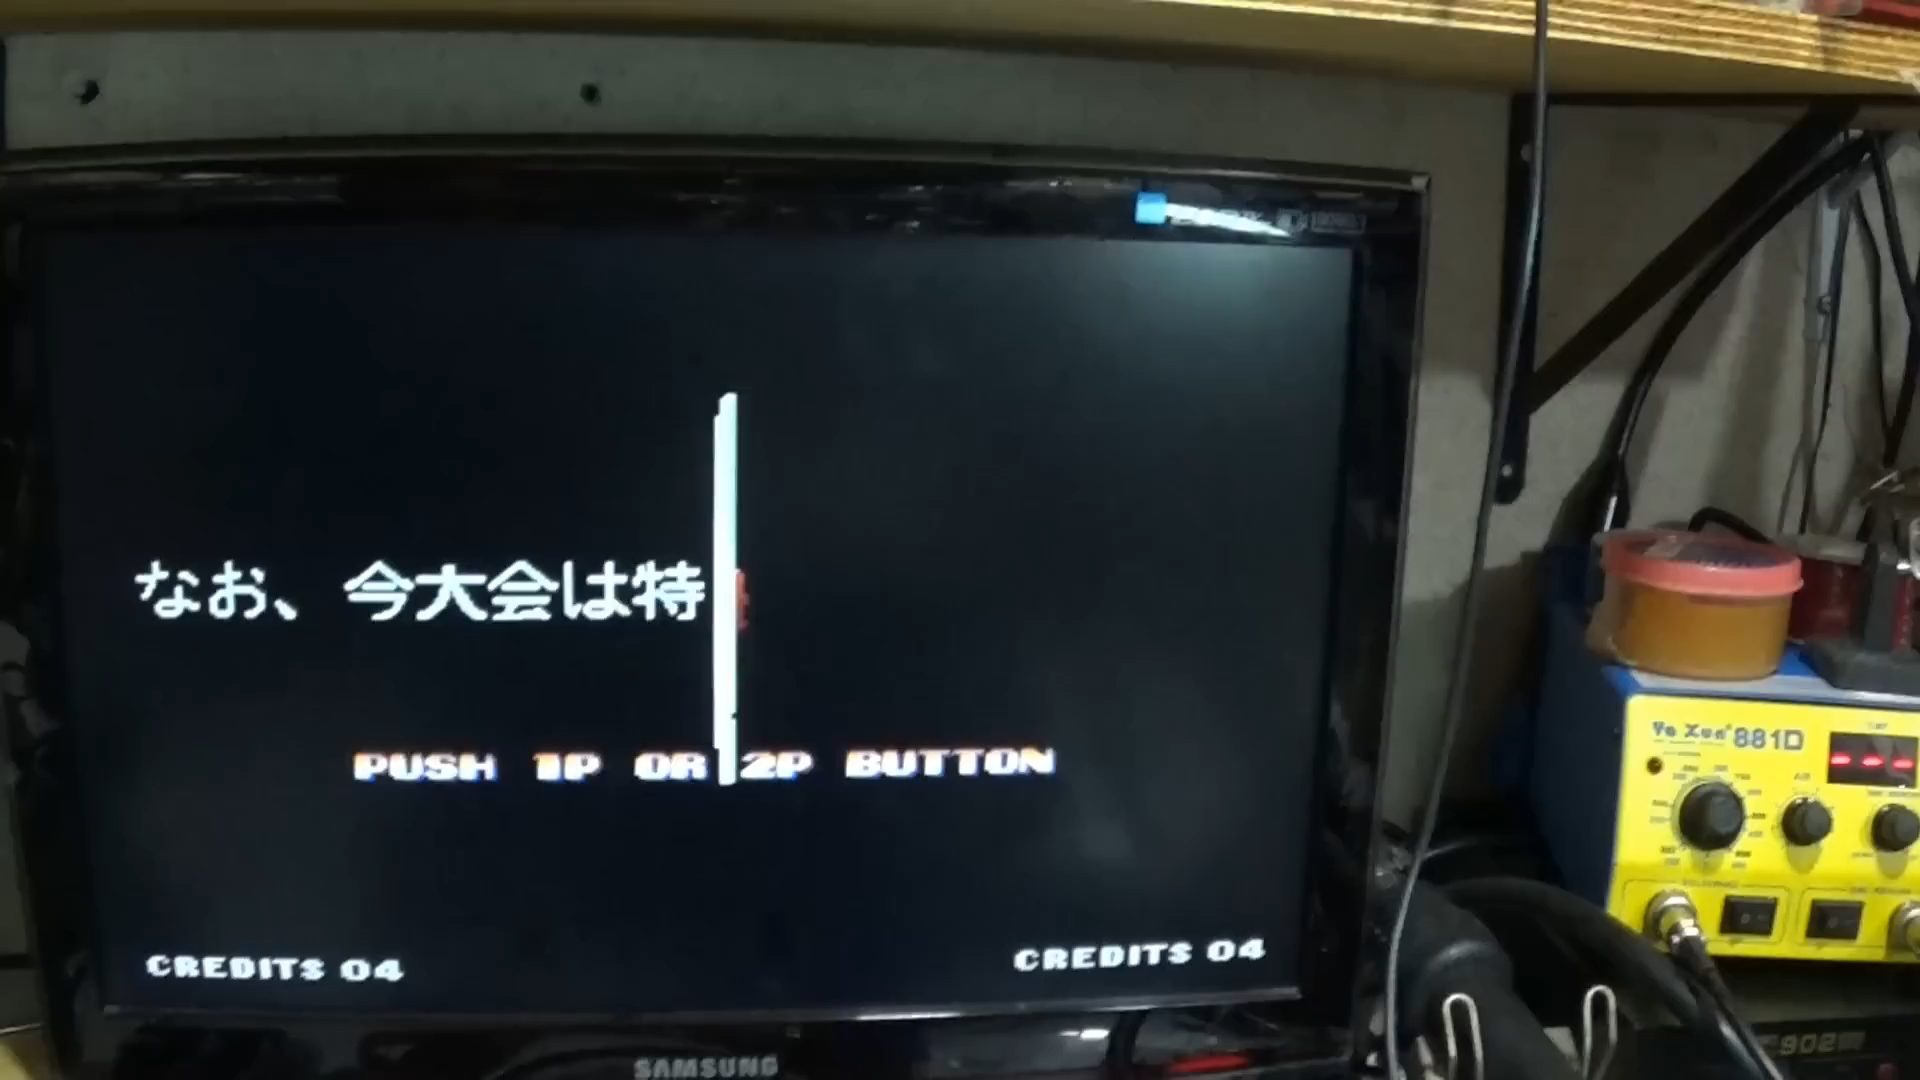 なお、今大会は特
PUSH 1P OR 2P BUTTON
CREDITS 04
CREDITS 04
SAMSUNG
Ya Xun 881D
902